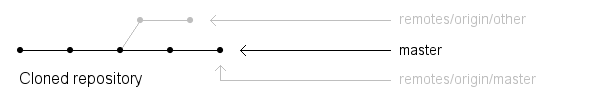 remotes/origin/other
master
Cloned repository
remotes/origin/master